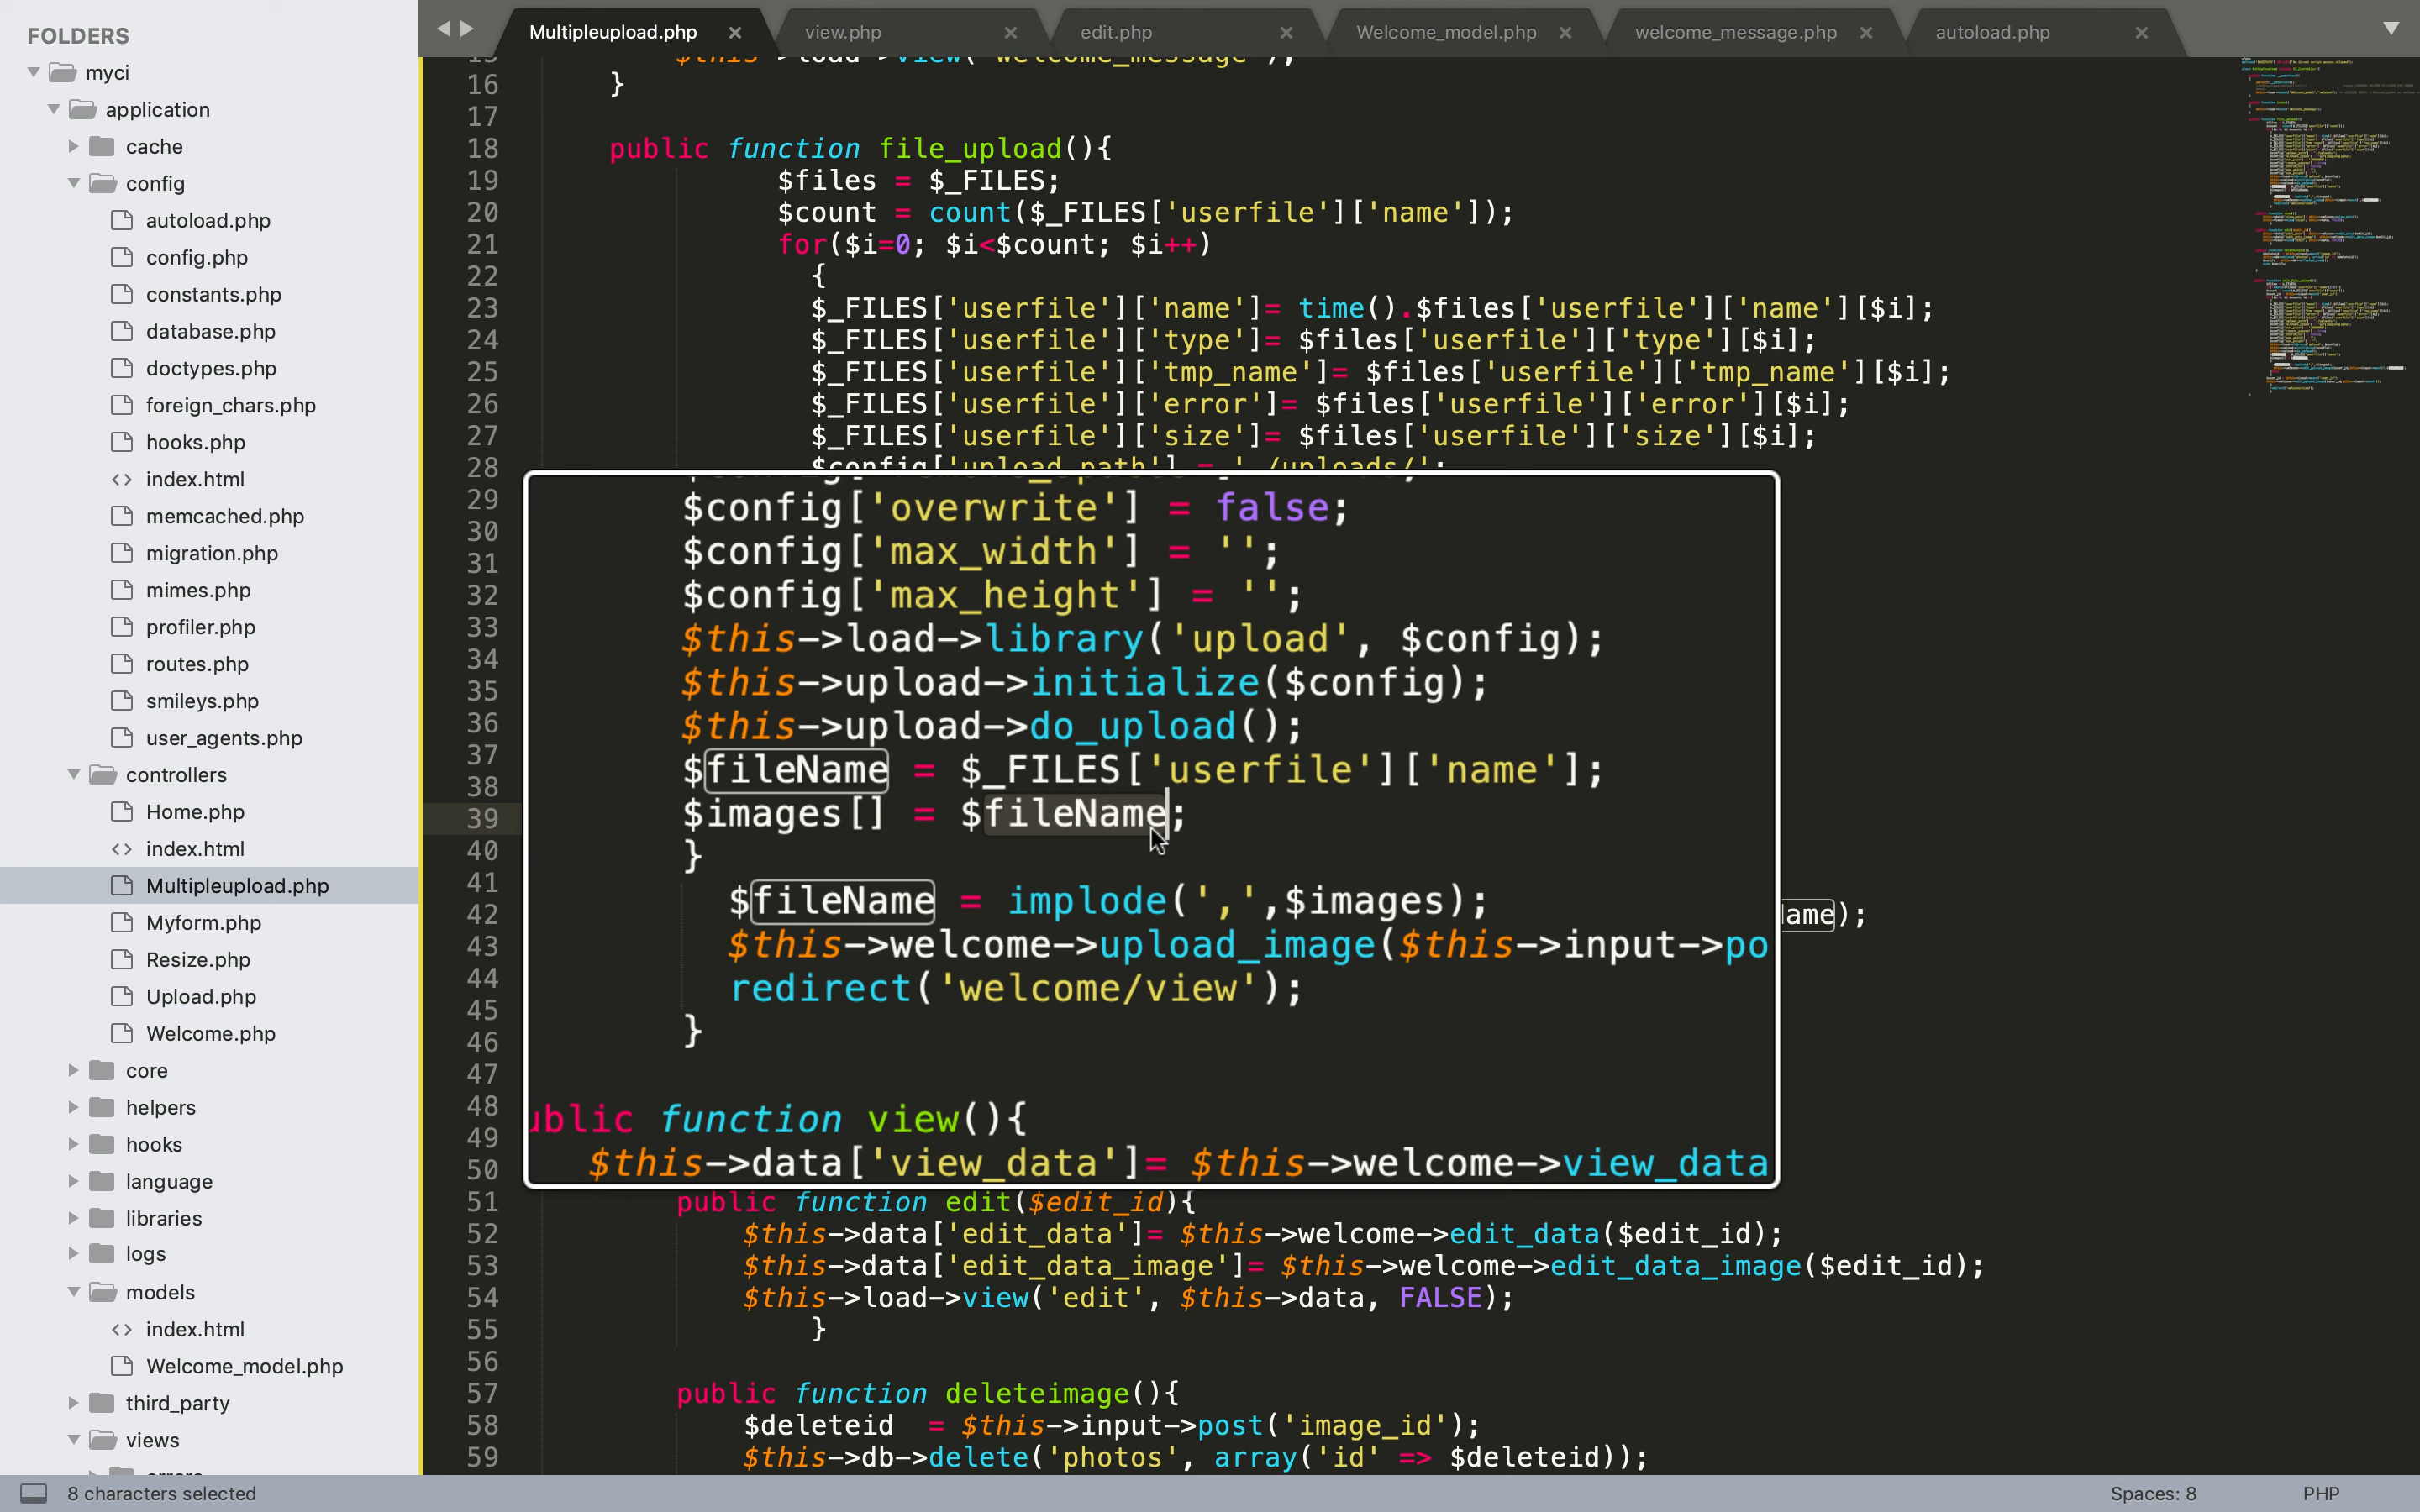 FOLDERS
myci
application
cache
config
autoload.php
config.php
constants.php
database.php
doctypes.php
foreign_chars.php
hooks.php
index.html
memcached.php
migration.php
mimes.php
profiler.php
routes.php
smileys.php
user_agents.php
controllers
Home.php
index.html
Multipleupload.php
Myform.php
Resize.php
Upload.php
Welcome.php
core
helpers
hooks
language
libraries
logs
models
index.html
Welcome_model.php
third_party
views
Multipleupload.php view.php edit.php Welcome_model.php welcome_message.php autoload.php
16 }
17
18 public function file_upload(){
19 $files = $_FILES;
20 $count = count($_FILES['userfile']['name']);
21 for($i=0; $i<$count; $i++)
22 {
23 $_FILES['userfile']['name']= time().$files['userfile']['name'][$i];
24 $_FILES['userfile']['type']= $files['userfile']['type'][$i];
25 $_FILES['userfile']['tmp_name']= $files['userfile']['tmp_name'][$i];
26 $_FILES['userfile']['error']= $files['userfile']['error'][$i];
27 $_FILES['userfile']['size']= $files['userfile']['size'][$i];
28 $config['upload_path'] = './uploads/';
29
30
31
32
33
34
35
36
37
38
39
40
41
42 ame);
43
44
45
46
47
48
49
50
$config['overwrite'] = false;
$config['max_width'] = '';
$config['max_height'] = '';
$this->load->library('upload', $config);
$this->upload->initialize($config);
$this->upload->do_upload();
$fileName = $_FILES['userfile']['name'];
$images[] = $fileName;
}
$fileName = implode(',',$images);
$this->welcome->upload_image($this->input->po
redirect('welcome/view');
}
ublic function view(){
$this->data['view_data']= $this->welcome->view_data
51 public function edit($edit_id){
52 $this->data['edit_data']= $this->welcome->edit_data($edit_id);
53 $this->data['edit_data_image']= $this->welcome->edit_data_image($edit_id);
54 $this->load->view('edit', $this->data, FALSE);
55 }
56
57 public function deleteimage(){
58 $deleteid = $this->input->post('image_id');
59 $this->db->delete('photos', array('id' => $deleteid));
8 characters selected
Spaces: 8
PHP